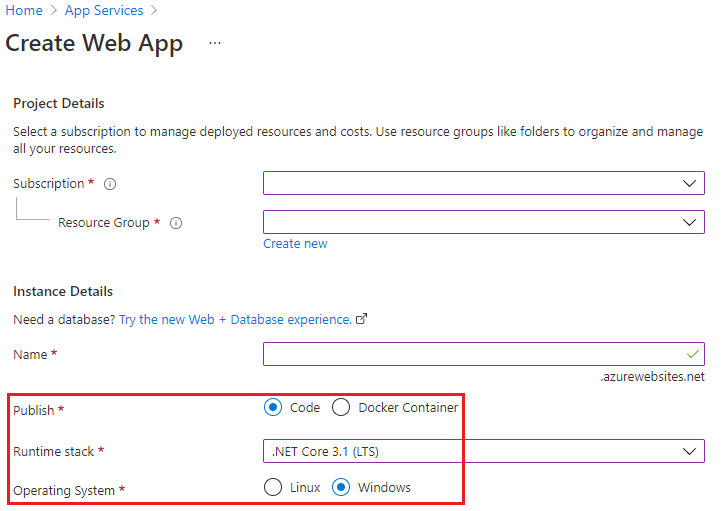 Home > App Services >
Create Web App ...
Project Details
Select a subscription to manage deployed resources and costs. Use resource groups like folders to organize and manage
all your resources.
Subscription *
Resource Group *
Create new
Instance Details
Need a database? Try the new Web + Database experience.
Name *
.azurewebsites.net
Publish * Code Docker Container
Runtime stack * .NET Core 3.1 (LTS)
Operating System * Linux Windows